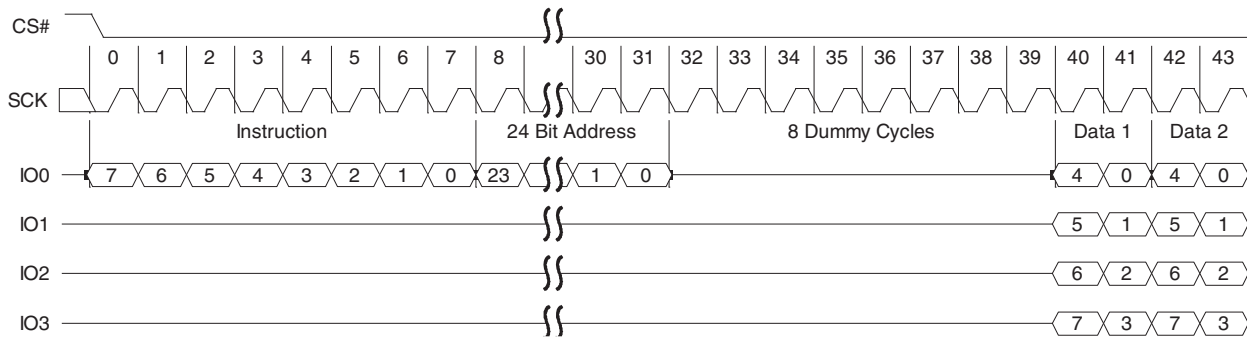 CS#
0 1 2 3 4 5 6 7 8 30 31 32 33 34 35 36 37 38 39 40 41 42 43
SCK
Instruction 24 Bit Address 8 Dummy Cycles Data 1 Data 2
IO0 7 6 5 4 3 2 1 0 23 1 0 4 0 4 0
IO1 5 1 5 1
IO2 6 2 6 2
IO3 7 3 7 3